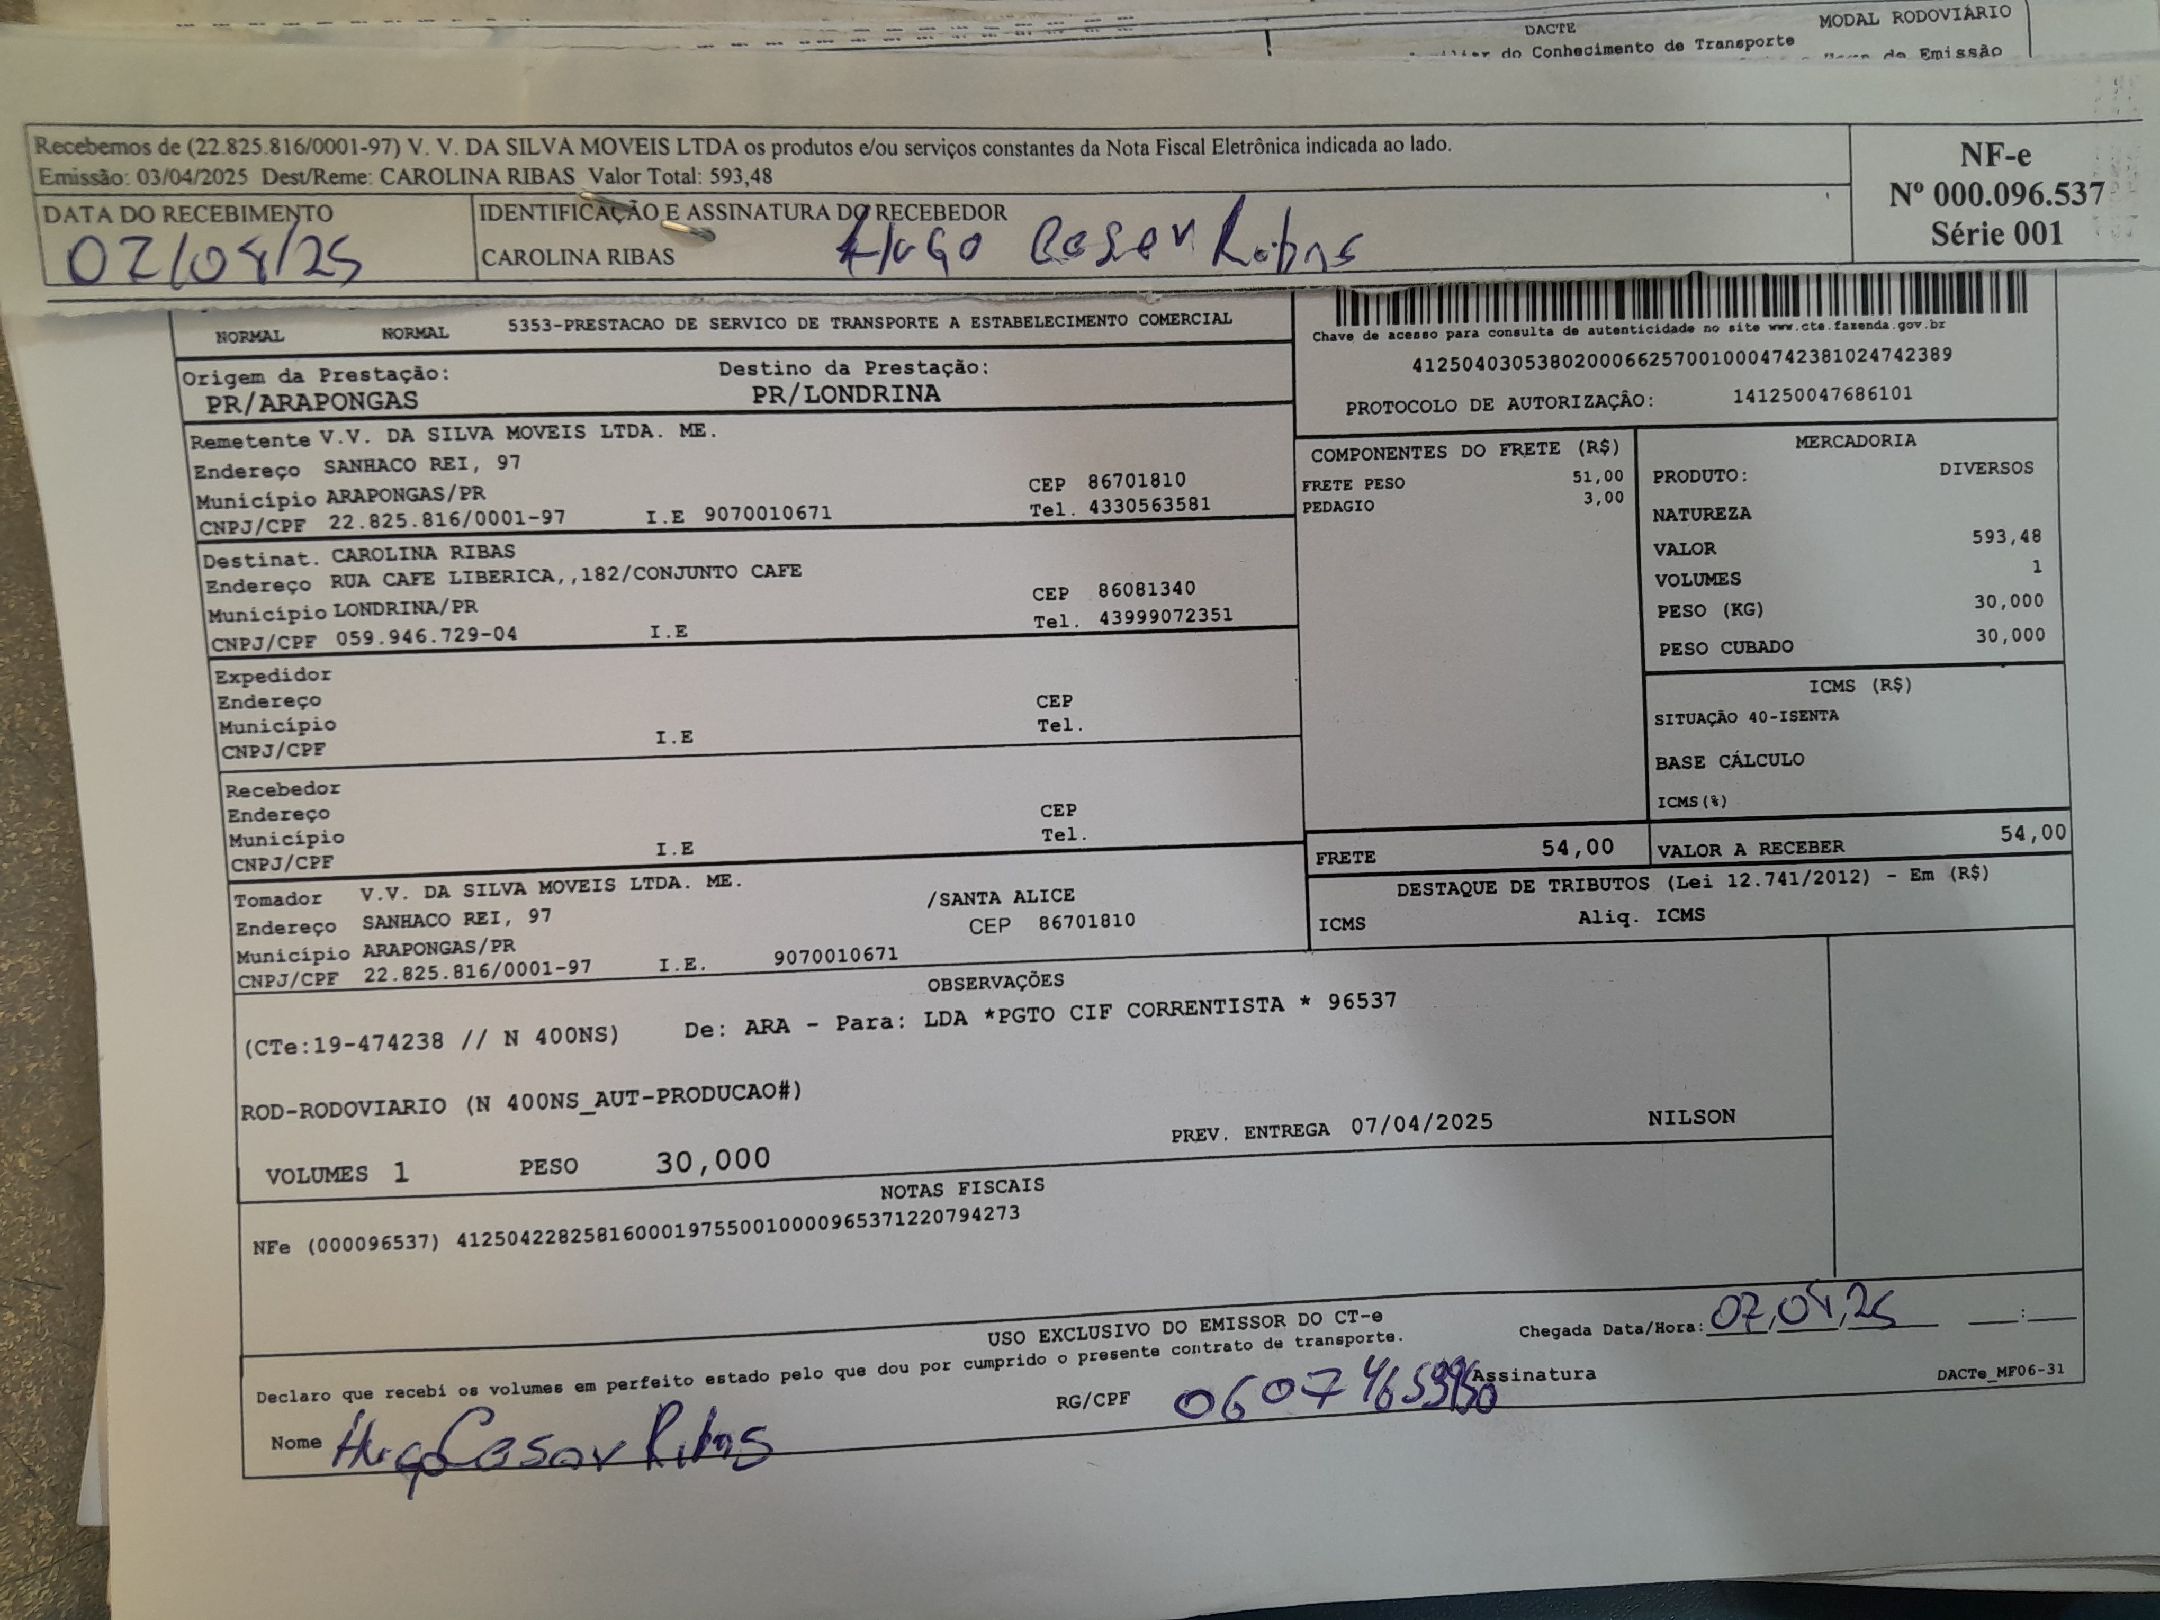 DACTE
MODAL RODOVIÁRIO
do Conhecimento de Transporte
de Emissão
Recebemos de (22.825.816/0001-97) V. V. DA SILVA MOVEIS LTDA os produtos e/ou serviços constantes da Nota Fiscal Eletrônica indicada ao lado.
Emissão: 03/04/2025 Dest/Reme: CAROLINA RIBAS Valor Total: 593,48
NF-e
Nº 000.096.537
Série 001
DATA DO RECEBIMENTO
07/04/25
IDENTIFICAÇÃO E ASSINATURA DO RECEBEDOR
CAROLINA RIBAS
Hugo Cesar Ribas
NORMAL NORMAL 5353-PRESTACAO DE SERVICO DE TRANSPORTE A ESTABELECIMENTO COMERCIAL
Chave de acesso para consulta de autenticidade no site www.cte.fazenda.gov.br
41250403053802000662570010004742381024742389
PROTOCOLO DE AUTORIZAÇÃO: 141250047686101
Origem da Prestação: Destino da Prestação:
PR/ARAPONGAS PR/LONDRINA
Remetente V.V. DA SILVA MOVEIS LTDA. ME.
Endereço SANHACO REI, 97
Município ARAPONGAS/PR CEP 86701810
CNPJ/CPF 22.825.816/0001-97 I.E 9070010671 Tel. 4330563581
Destinat. CAROLINA RIBAS
Endereço RUA CAFE LIBERICA,,182/CONJUNTO CAFE
Município LONDRINA/PR CEP 86081340
CNPJ/CPF 059.946.729-04 I.E Tel. 43999072351
Expedidor
Endereço CEP
Município Tel.
CNPJ/CPF I.E
Recebedor
Endereço CEP
Município Tel.
CNPJ/CPF I.E
Tomador V.V. DA SILVA MOVEIS LTDA. ME.
Endereço SANHACO REI, 97 /SANTA ALICE
Município ARAPONGAS/PR CEP 86701810
CNPJ/CPF 22.825.816/0001-97 I.E. 9070010671
COMPONENTES DO FRETE (R$)
FRETE PESO 51,00
PEDAGIO 3,00
MERCADORIA
PRODUTO: DIVERSOS
NATUREZA
VALOR 593,48
VOLUMES 1
PESO (KG) 30,000
PESO CUBADO 30,000
ICMS (R$)
SITUAÇÃO 40-ISENTA
BASE CÁLCULO
ICMS(%)
FRETE 54,00
VALOR A RECEBER 54,00
DESTAQUE DE TRIBUTOS (Lei 12.741/2012) - Em (R$)
ICMS Aliq. ICMS
OBSERVAÇÕES
(CTe:19-474238 // N 400NS) De: ARA - Para: LDA *PGTO CIF CORRENTISTA * 96537
ROD-RODOVIARIO (N 400NS_AUT-PRODUCAO#)
PREV. ENTREGA 07/04/2025 NILSON
VOLUMES 1 PESO 30,000
NOTAS FISCAIS
NFe (000096537) 41250422825816000197550010000965371220794273
USO EXCLUSIVO DO EMISSOR DO CT-e
Declaro que recebi os volumes em perfeito estado pelo que dou por cumprido o presente contrato de transporte.
Chegada Data/Hora: 07,04,25 :
Nome Hugo Cesar Ribas
RG/CPF
Assinatura
DACTe_MF06-31